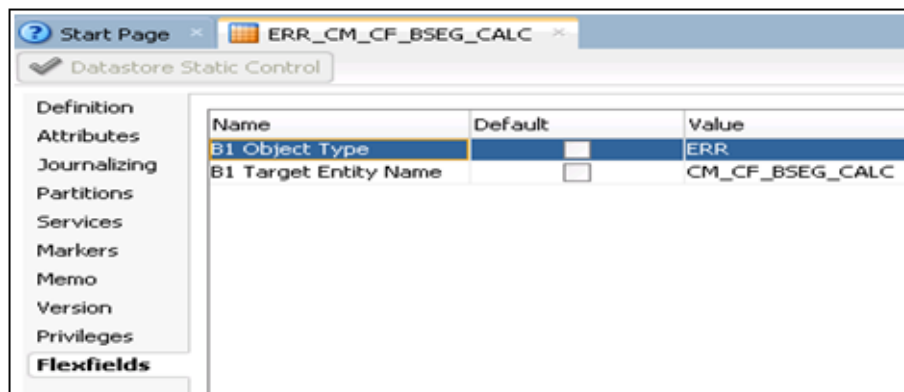 Start Page
ERR_CM_CF_BSEG_CALC
Datastore Static Control
Definition
Attributes
Journalizing
Partitions
Services
Markers
Memo
Version
Privileges
Flexfields
Name Default Value
B1 Object Type ERR
B1 Target Entity Name CM_CF_BSEG_CALC